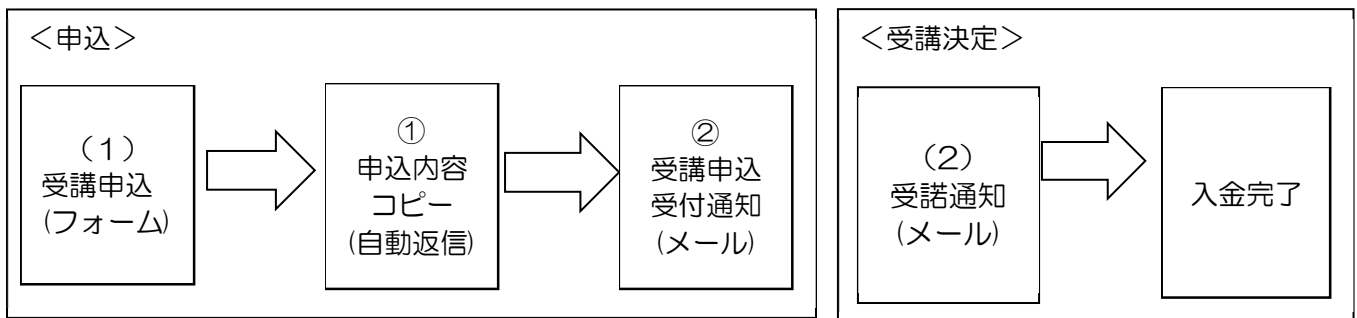 ＜申込＞
（１）
受講申込
(フォーム)
①
申込内容
コピー
(自動返信)
②
受講申込
受付通知
(メール)
＜受講決定＞
（２）
受諾通知
(メール)
入金完了